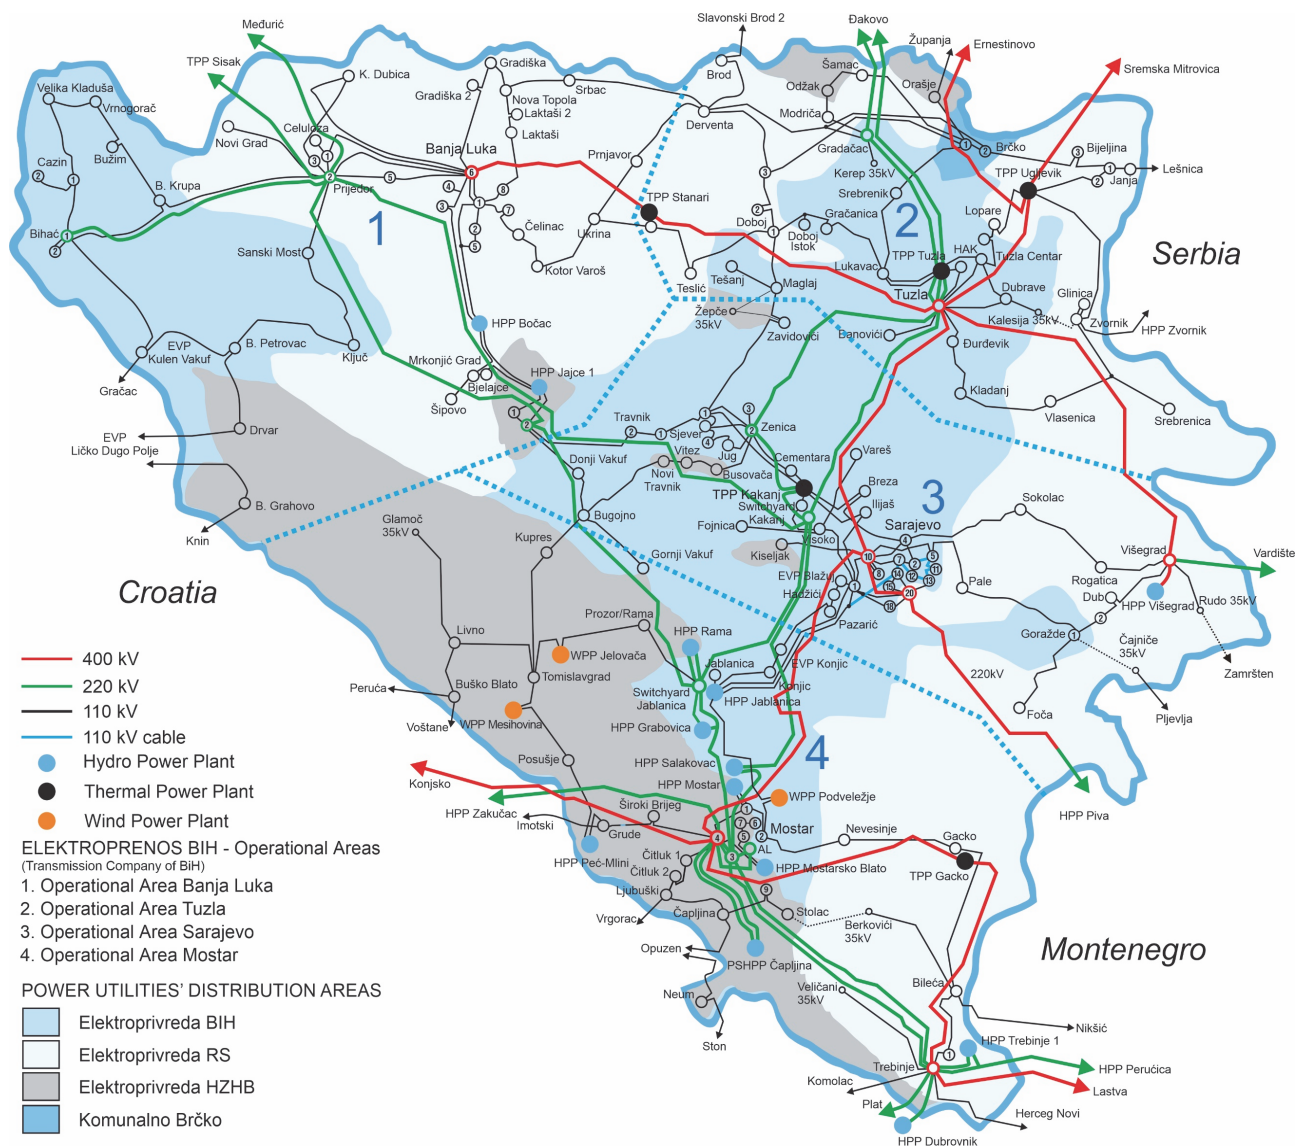 Slavonski Brod 2
Đakovo
Međurić
Županja
Ernestinovo
TPP Sisak
Gradiška
Brod
Šamac
Sremska Mitrovica
K. Dubica
Velika Kladuša
Vrnogorač
Gradiška 2
Nova Topola
Srbac
Odžak
Orašje
Laktaši 2
Derventa
Modriča
Celuloza
Laktaši
Novi Grad
Bužim
Banja Luka
Prnjavor
Gradačac
Brčko
Bijeljina
Cazin
Kerep 35kV
TPP Ugljevik
Janja
Lešnica
B. Krupa
Prijedor
TPP Stanari
Srebrenik
Bihać
1
Čelinac
Ukrina
Doboj
Doboj
Istok
Gračanica
2
Lopare
Sanski Most
Kotor Varoš
Teslić
Tešanj
Maglaj
Lukavac
TPP Tuzla
HAK
Tuzla Centar
Serbia
Tuzla
Dubrave
Glinica
HPP Bočac
Žepče
35kV
Zavidovići
Banovići
Kalesija 35kV
Zvornik
HPP Zvornik
EVP
Kulen Vakuf
B. Petrovac
Ključ
Đurđevik
Gračac
Mrkonjić Grad
Bjelajce
HPP Jajce 1
Kladanj
Šipovo
Vlasenica
Srebrenica
Drvar
Travnik
Sjever
Zenica
EVP
Ličko Dugo Polje
Jug
Vitez
Busovača
Vareš
Donji Vakuf
Novi
Travnik
Cementara
TPP Kakanj
Breza
B. Grahovo
Switchyard
Kakanj
Ilijaš
3
Sokolac
Knin
Glamoč
35kV
Bugojno
Fojnica
Visoko
Sarajevo
Kupres
Gornji Vakuf
Kiseljak
Višegrad
Vardište
Croatia
EVP Blažuj
Hadžići
Pale
Rogatica
Dub
HPP Višegrad
Rudo 35kV
Prozor/Rama
Pazarić
Livno
HPP Rama
Goražde
Čajniče
35kV
400 kV
WPP Jelovača
Jablanica
EVP Konjic
Konjic
220kV
Zamršten
220 kV
Peruća
Buško Blato
Tomislavgrad
Switchyard
Jablanica
HPP Jablanica
110 kV
Voštane
WPP Mesihovina
HPP Grabovica
Foča
Pljevlja
110 kV cable
Hydro Power Plant
Posušje
HPP Salakovac
4
Thermal Power Plant
Konjsko
HPP Mostar
WPP Podveležje
Wind Power Plant
HPP Zakučac
Široki Brijeg
HPP Piva
Imotski
Grude
Mostar
Nevesinje
Gacko
ELEKTROPRENOS BIH - Operational Areas
(Transmission Company of BiH)
HPP Peć-Mlini
Čitluk 1
AL
HPP Mostarsko Blato
TPP Gacko
1. Operational Area Banja Luka
Čitluk 2
2. Operational Area Tuzla
Ljubuški
3. Operational Area Sarajevo
Vrgorac
Čapljina
Stolac
Berkovići
35kV
4. Operational Area Mostar
Opuzen
PSHPP Čapljina
Montenegro
POWER UTILITIES' DISTRIBUTION AREAS
Neum
Veličani
35kV
Bileća
Elektroprivreda BIH
Nikšić
Ston
HPP Trebinje 1
Elektroprivreda RS
Trebinje
HPP Perućica
Elektroprivreda HZHB
Komolac
Lastva
Plat
Herceg Novi
Komunalno Brčko
HPP Dubrovnik